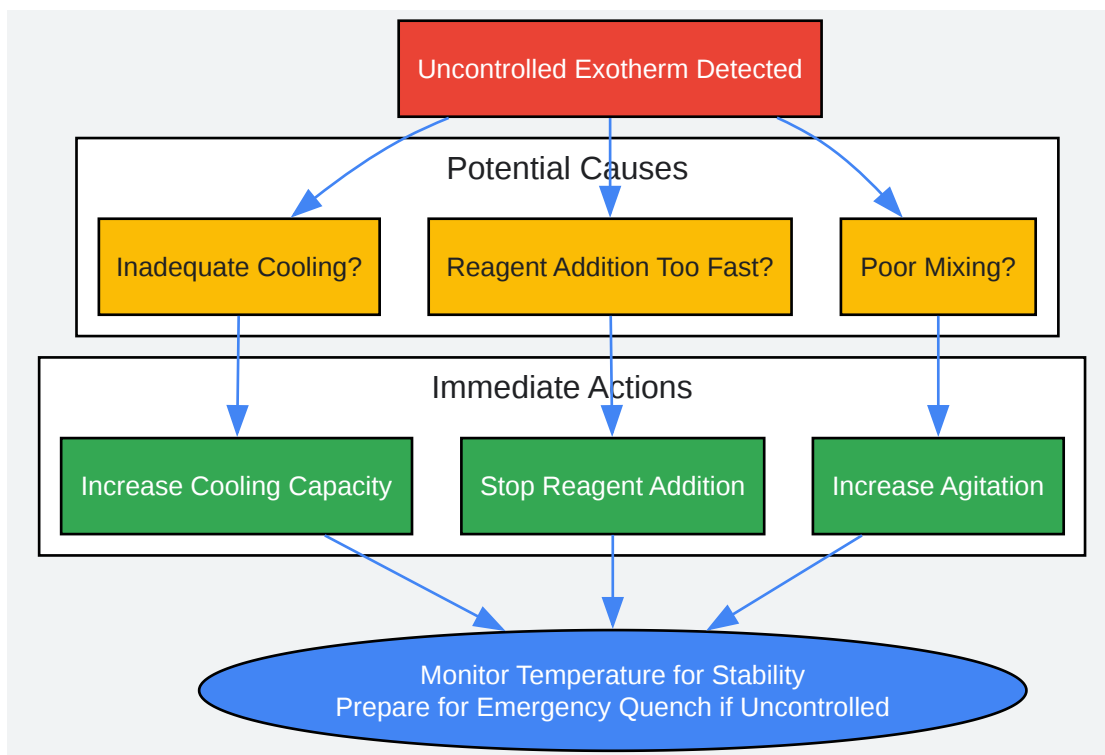 Uncontrolled Exotherm Detected
Potential Causes
Inadequate Cooling?
Reagent Addition Too Fast?
Poor Mixing?
Immediate Actions
Increase Cooling Capacity
Stop Reagent Addition
Increase Agitation
Monitor Temperature for Stability
Prepare for Emergency Quench if Uncontrolled